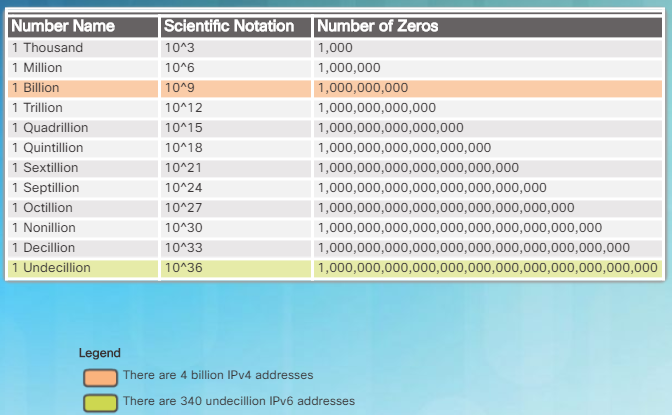 Number Name Scientific Notation Number of Zeros
1 Thousand 10^3 1,000
1 Million 10^6 1,000,000
1 Billion 10^9 1,000,000,000
1 Trillion 10^12 1,000,000,000,000
1 Quadrillion 10^15 1,000,000,000,000,000
1 Quintillion 10^18 1,000,000,000,000,000,000
1 Sextillion 10^21 1,000,000,000,000,000,000,000
1 Septillion 10^24 1,000,000,000,000,000,000,000,000
1 Octillion 10^27 1,000,000,000,000,000,000,000,000,000
1 Nonillion 10^30 1,000,000,000,000,000,000,000,000,000,000
1 Decillion 10^33 1,000,000,000,000,000,000,000,000,000,000,000
1 Undecillion 10^36 1,000,000,000,000,000,000,000,000,000,000,000,000
Legend
There are 4 billion IPv4 addresses
There are 340 undecillion IPv6 addresses